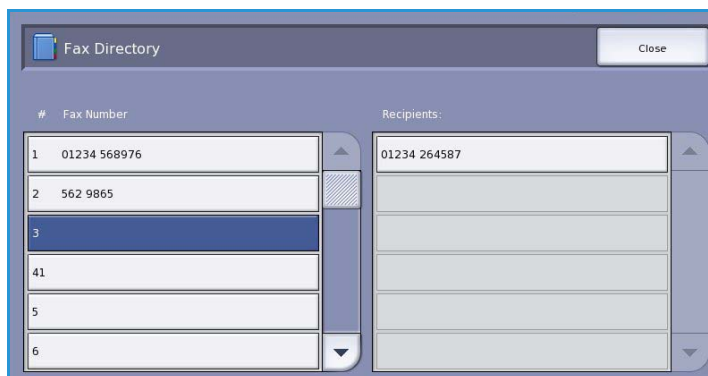 Fax Directory
Close
# Fax Number
Recipients:
1 01234 568976
01234 264587
2 562 9865
3
41
5
6